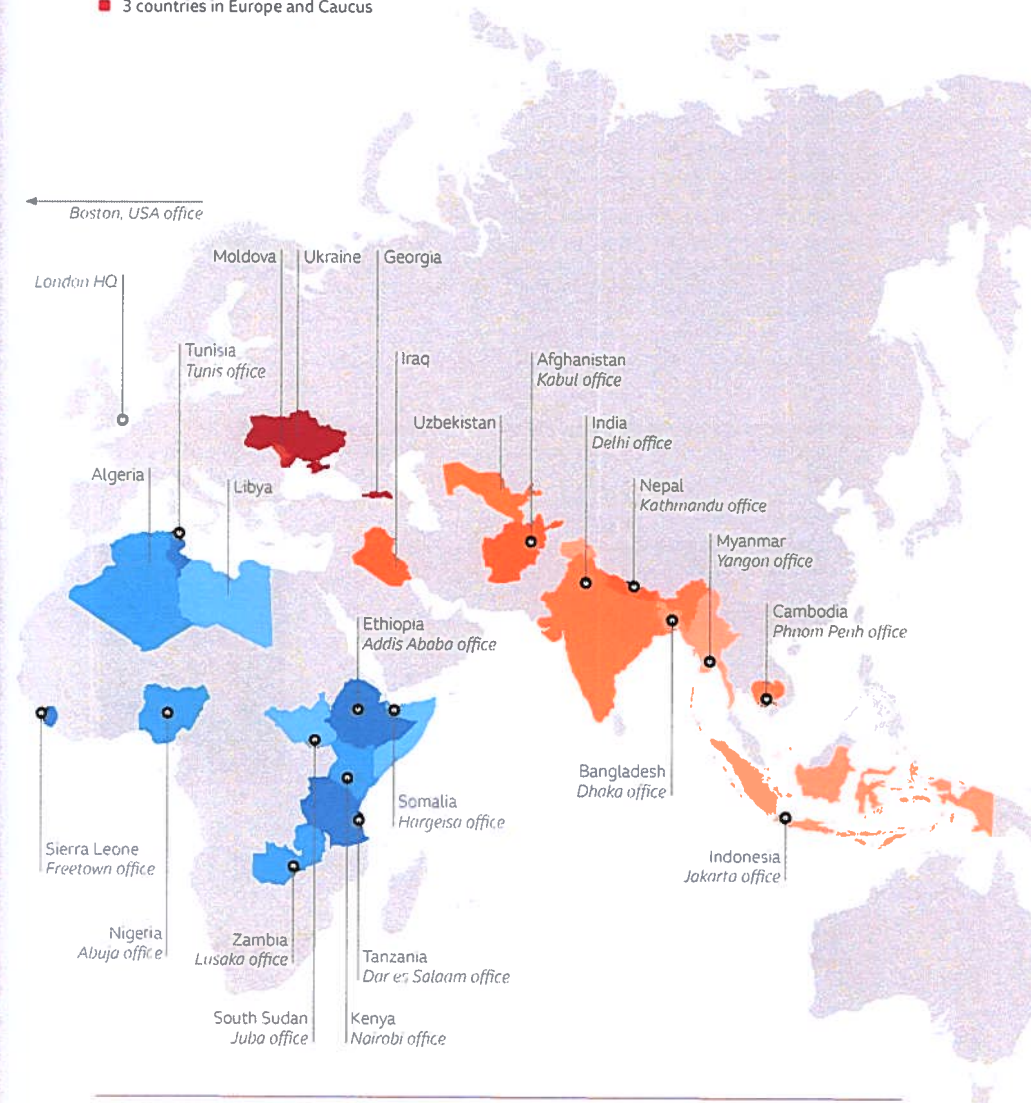 3 countries in Europe and Caucus
Boston, USA office
Moldova
Ukraine
Georgia
London HQ
Tunisia
Tunis office
Iraq
Afghanistan
Kabul office
Uzbekistan
India
Delhi office
Algeria
Libya
Nepal
Kathmandu office
Myanmar
Yangon office
Cambodia
Phnom Penh office
Ethiopia
Addis Ababa office
Bangladesh
Dhaka office
Somalia
Hargeisa office
Sierra Leone
Freetown office
Indonesia
Jakarta office
Nigeria
Abuja office
Zambia
Lusaka office
Tanzania
Dar es Salaam office
South Sudan
Juba office
Kenya
Nairobi office